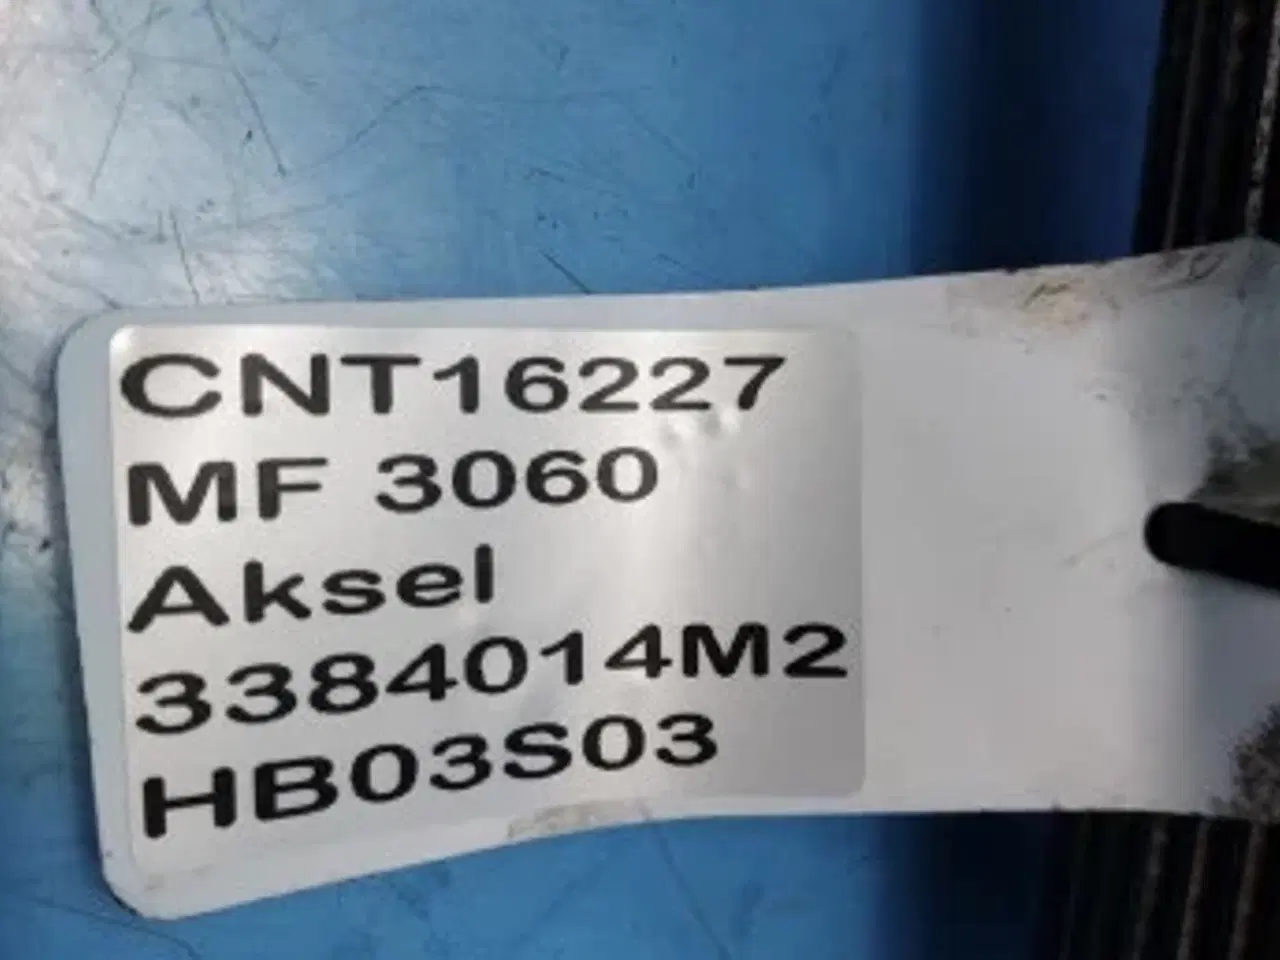 CNT16227
MF 3060
Aksel
3384014M2
HB03S03